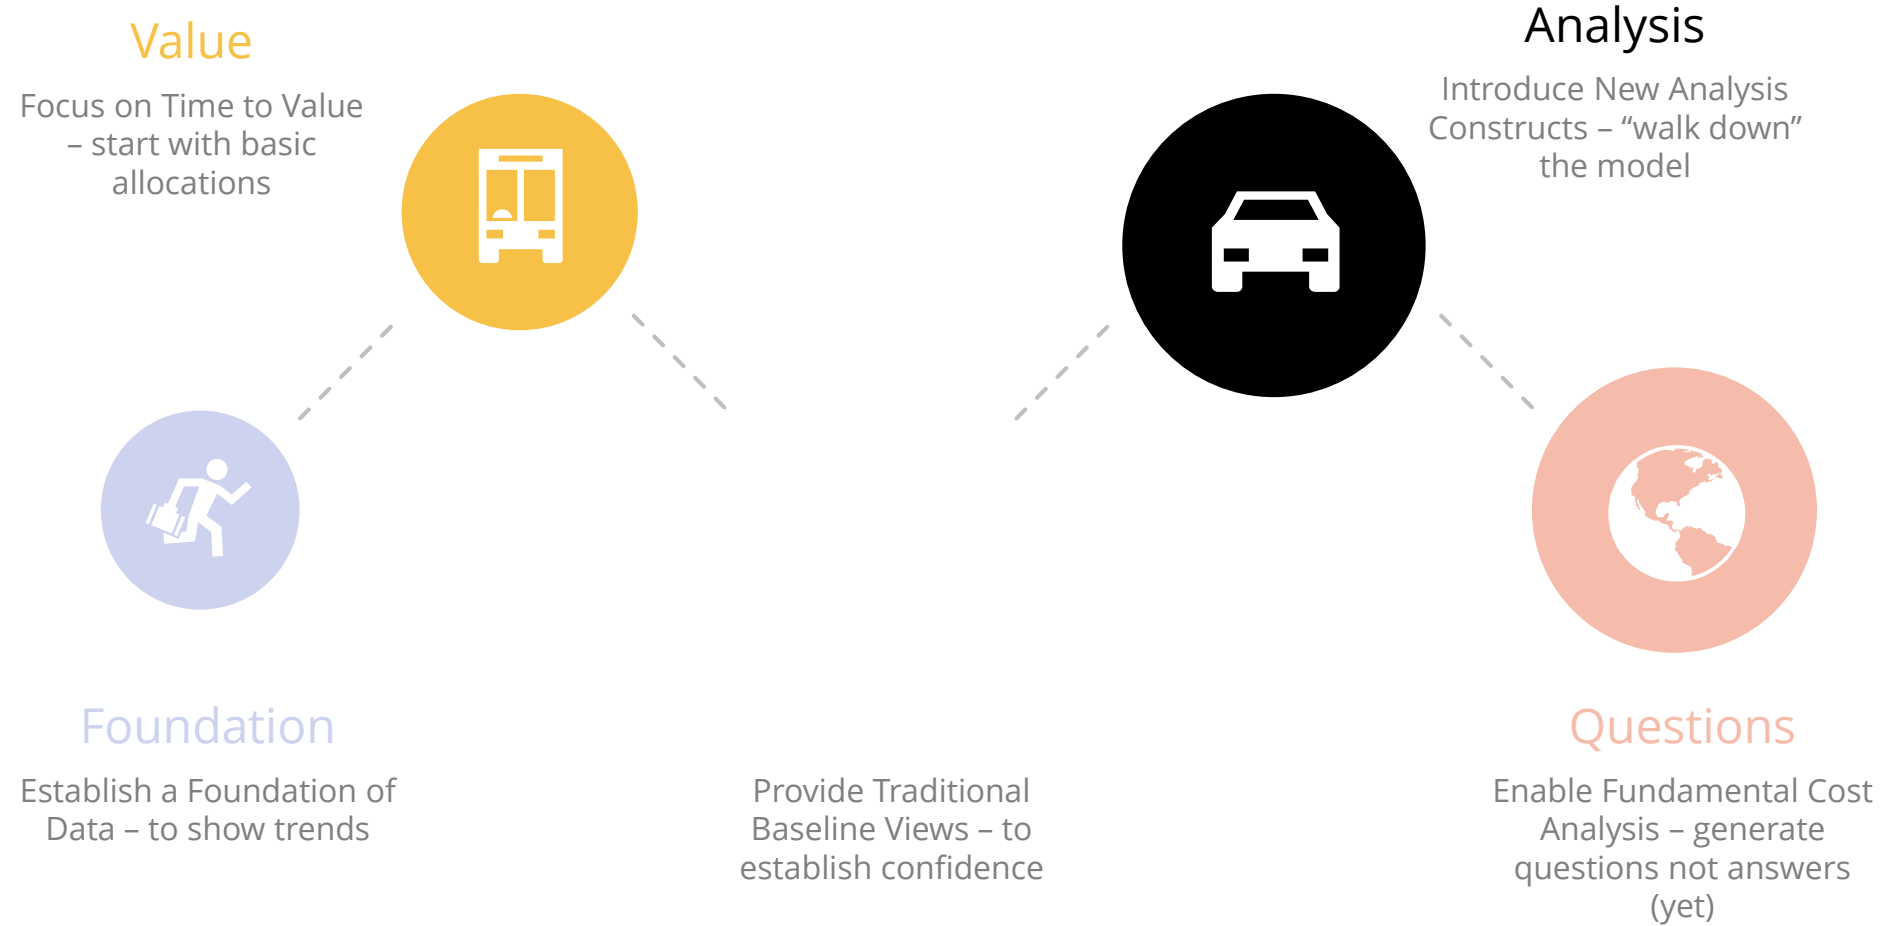 Value
Focus on Time to Value
– start with basic
allocations
Analysis
Introduce New Analysis
Constructs – “walk down”
the model
Foundation
Establish a Foundation of
Data – to show trends
Provide Traditional
Baseline Views – to
establish confidence
Questions
Enable Fundamental Cost
Analysis – generate
questions not answers
(yet)